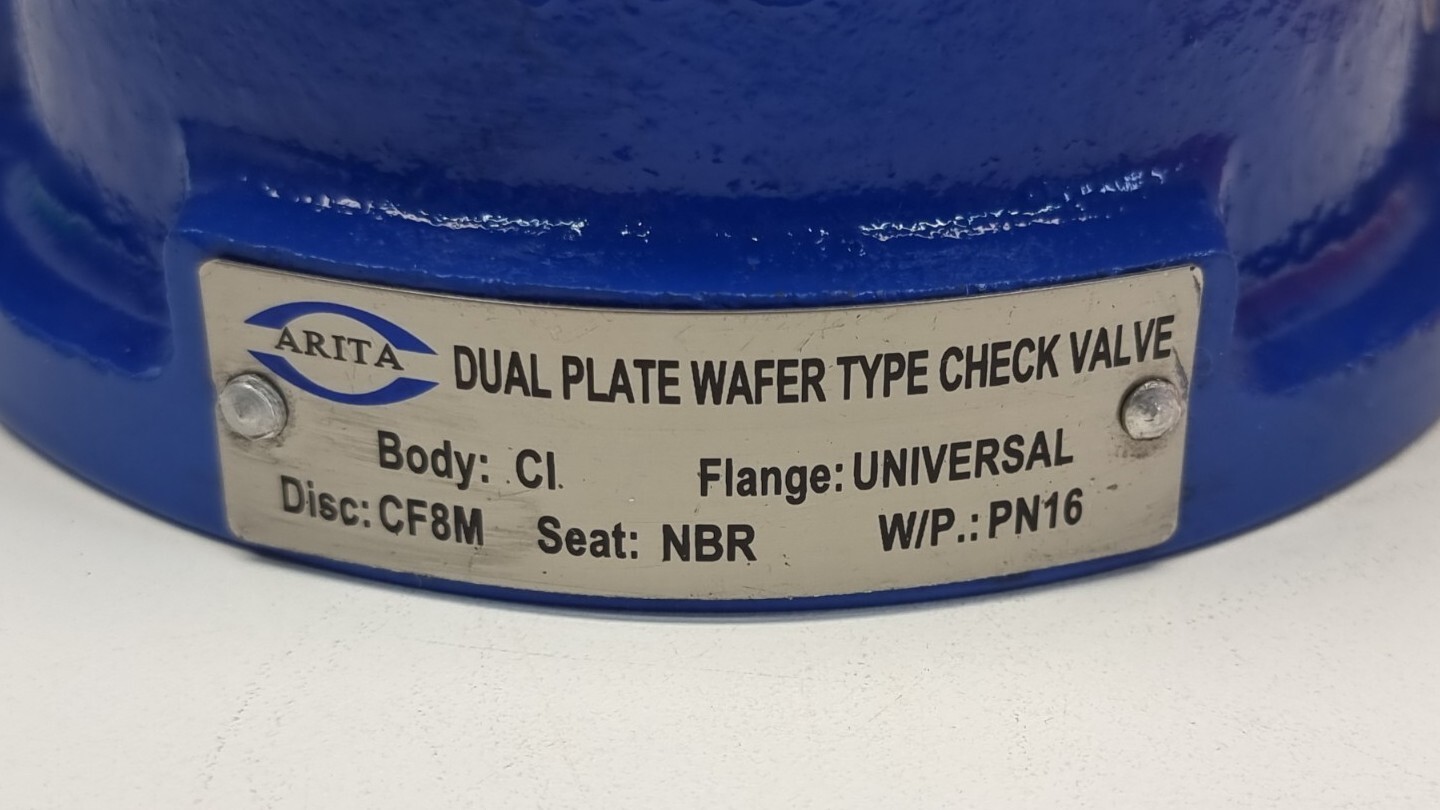 ARITA DUAL PLATE WAFER TYPE CHECK VALVE
Body: CI Flange: UNIVERSAL
Disc: CF8M Seat: NBR W/P.: PN16